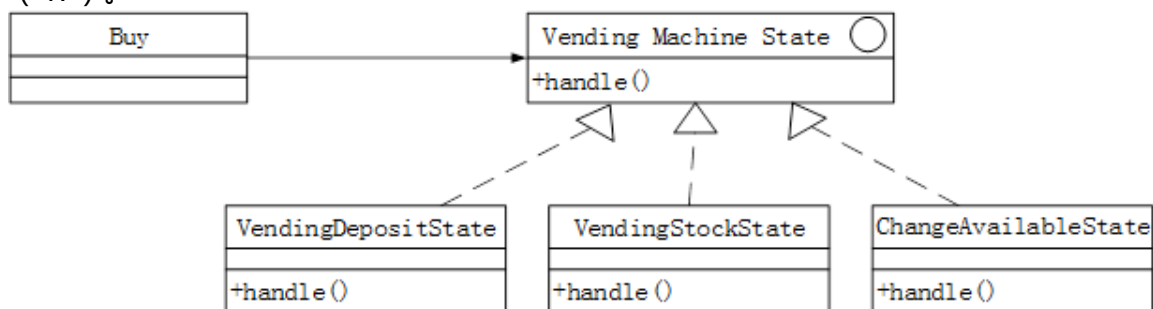 Buy
Vending Machine State
+handle()
VendingDepositState
VendingStockState
ChangeAvailableState
+handle()
+handle()
+handle()